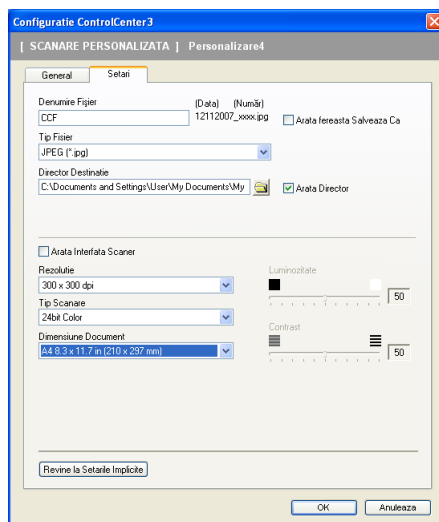 Configuratie ControlCenter3
[ SCANARE PERSONALIZATA ] Personalizare4
General Setari
Denumire Fişier (Data) (Număr)
CCF 12112007_xxxx.jpg Arata fereasta Salveaza Ca
Tip Fisier
JPEG (*.jpg)
Director Destinatie
C:\Documents and Settings\User\My Documents\My Arata Director
Arata Interfata Scaner
Rezolutie Luminozitate
300 x 300 dpi 50
Tip Scanare
24bit Color
Contrast
Dimensiune Document
A4 8.3 x 11.7 in (210 x 297 mm) 50
Revine la Setarile Implicite
OK Anuleaza